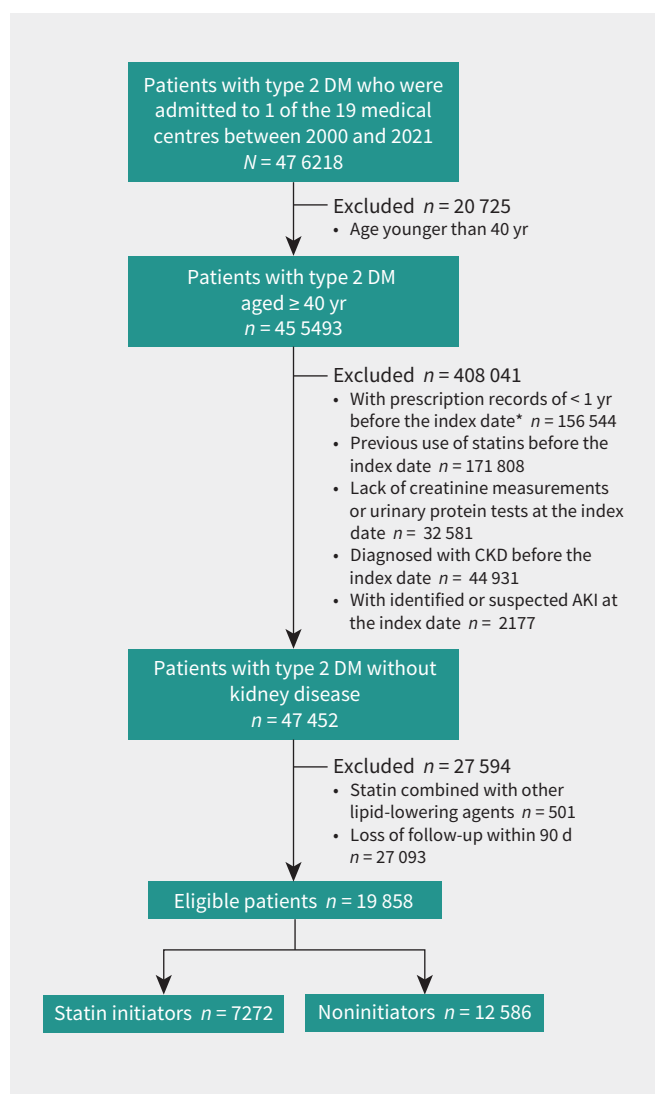 Patients with type 2 DM who were
admitted to 1 of the 19 medical
centres between 2000 and 2021
N = 47 6218
Excluded n = 20 725
• Age younger than 40 yr
Patients with type 2 DM
aged ≥ 40 yr
n = 45 5493
Excluded n = 408 041
• With prescription records of < 1 yr
before the index date* n = 156 544
• Previous use of statins before the
index date n = 171 808
• Lack of creatinine measurements
or urinary protein tests at the index
date n = 32 581
• Diagnosed with CKD before the
index date n = 44 931
• With identified or suspected AKI at
the index date n = 2177
Patients with type 2 DM without
kidney disease
n = 47 452
Excluded n = 27 594
• Statin combined with other
lipid-lowering agents n = 501
• Loss of follow-up within 90 d
n = 27 093
Eligible patients n = 19 858
Statin initiators n = 7272
Noninitiators n = 12 586